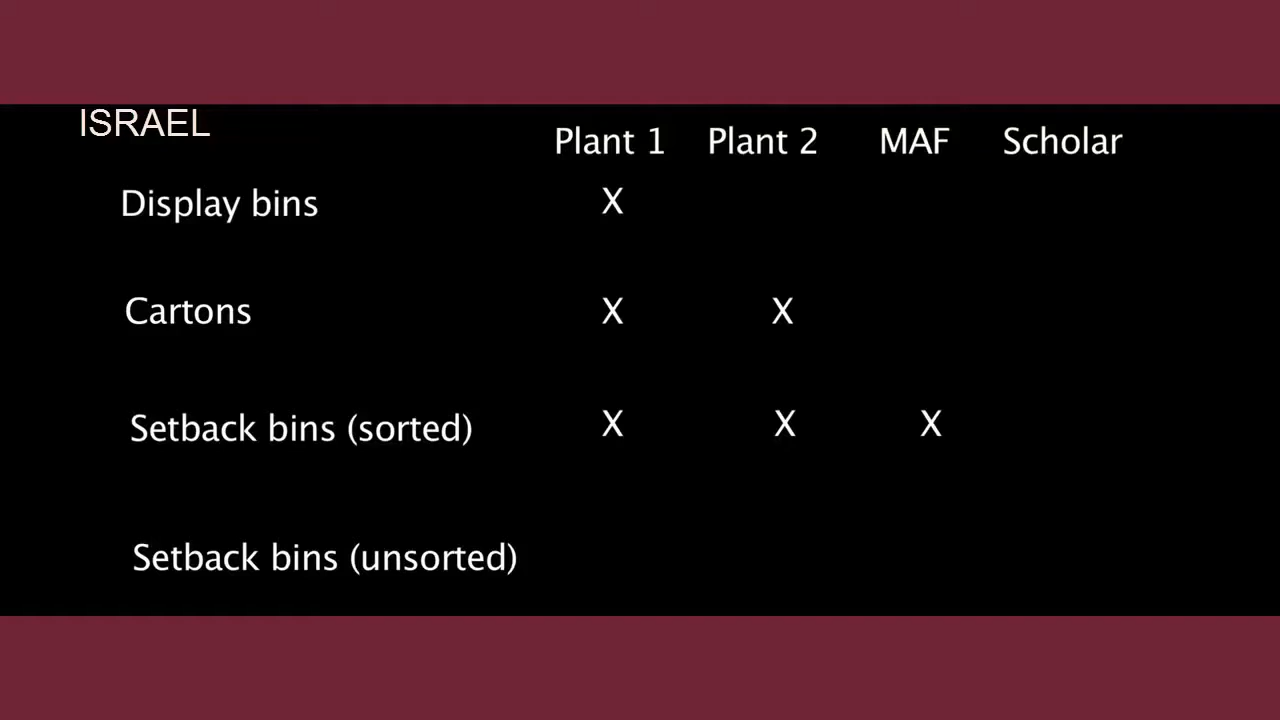 ISRAEL
Plant 1 Plant 2 MAF Scholar
Display bins X
Cartons X X
Setback bins (sorted) X X X
Setback bins (unsorted)